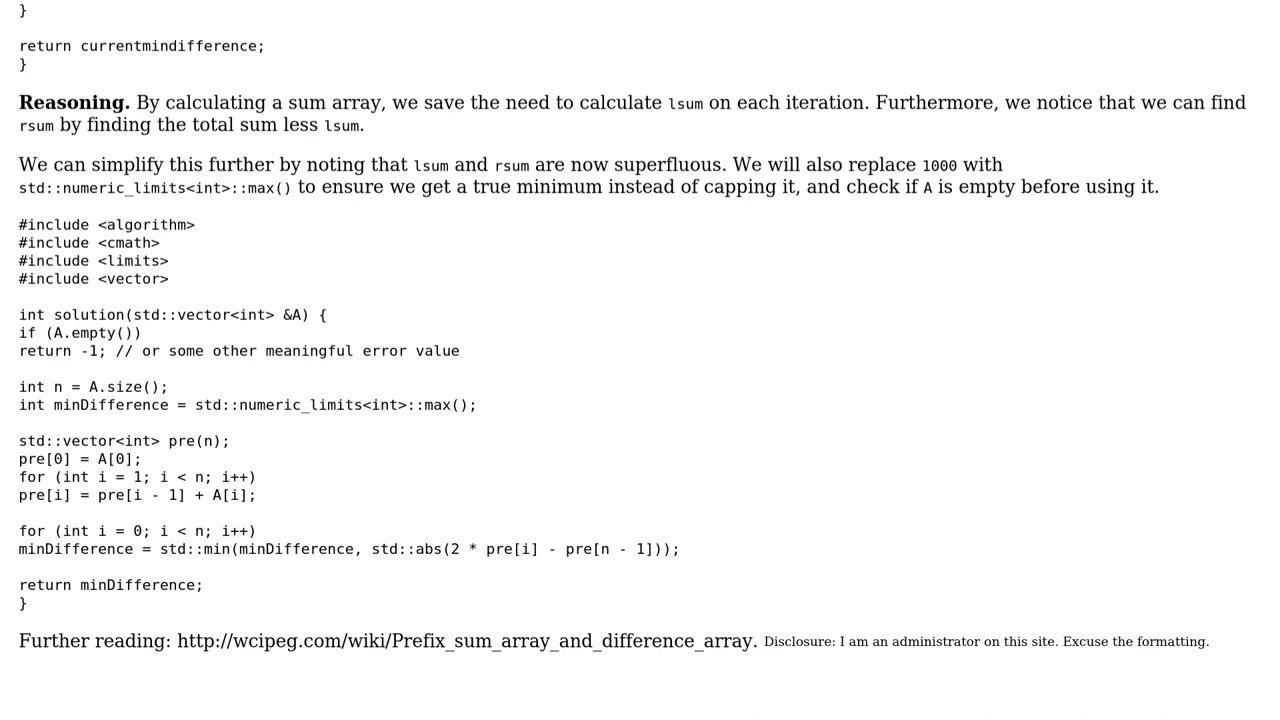 }
return currentmindifference;
}
Reasoning. By calculating a sum array, we save the need to calculate lsum on each iteration. Furthermore, we notice that we can find
rsum by finding the total sum less lsum.
We can simplify this further by noting that lsum and rsum are now superfluous. We will also replace 1000 with
std::numeric_limits<int>::max() to ensure we get a true minimum instead of capping it, and check if A is empty before using it.
#include <algorithm>
#include <cmath>
#include <limits>
#include <vector>
int solution(std::vector<int> &A) {
if (A.empty())
return -1; // or some other meaningful error value
int n = A.size();
int minDifference = std::numeric_limits<int>::max();
std::vector<int> pre(n);
pre[0] = A[0];
for (int i = 1; i < n; i++)
pre[i] = pre[i - 1] + A[i];
for (int i = 0; i < n; i++)
minDifference = std::min(minDifference, std::abs(2 * pre[i] - pre[n - 1]));
return minDifference;
}
Further reading: http://wcipeg.com/wiki/Prefix_sum_array_and_difference_array. Disclosure: I am an administrator on this site. Excuse the formatting.